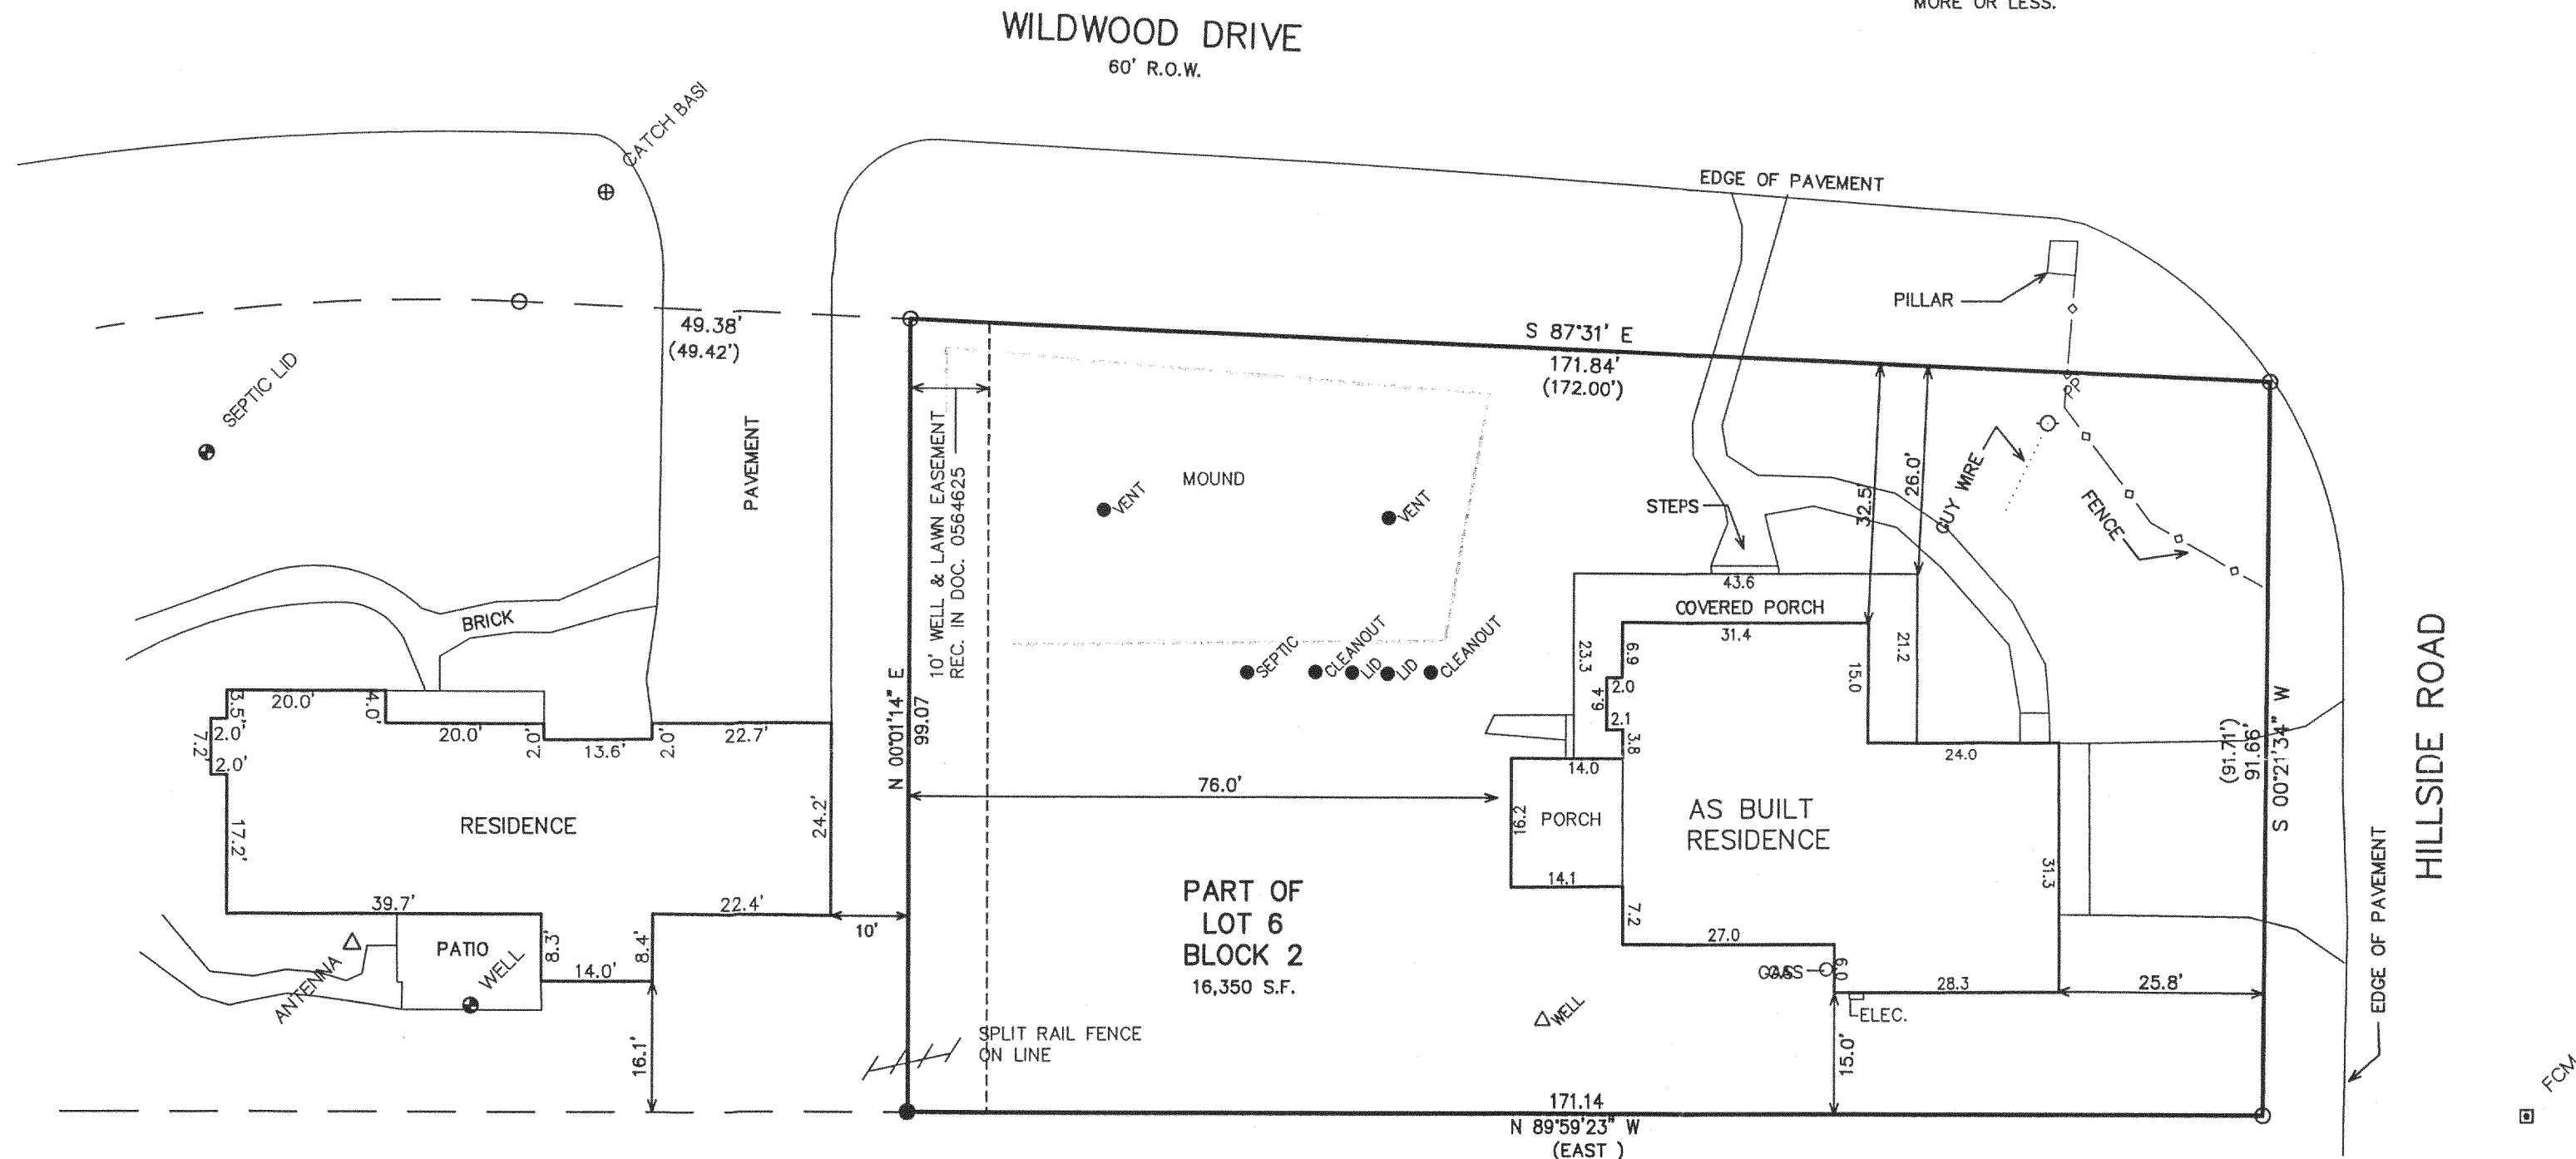 MORE OR LESS.
WILDWOOD DRIVE
60' R.O.W.
CATCH BASI
EDGE OF PAVEMENT
PILLAR
49.38'
(49.42')
S 87°31' E
171.84'
(172.00')
SEPTIC LID
PAVEMENT
10' WELL & LAWN EASEMENT
REC. IN DOC. 0564625
MOUND
VENT
VENT
STEPS
32.5'
26.0'
PP
GUY WIRE
FENCE
BRICK
SEPTIC
CLEANOUT
LID
LID
CLEANOUT
43.6
COVERED PORCH
31.4
23.3
6.9
2.0
6.4
2.1
3.8
15.0
21.2
24.0
N 00°01'14" E
99.07
(91.71')
91.66'
S 00°21'34" W
HILLSIDE ROAD
3.5'
20.0'
4.0'
2.0'
7.2'
2.0'
20.0'
2.0'
13.6'
2.0'
22.7'
RESIDENCE
17.2'
24.2'
76.0'
14.0
16.2
PORCH
14.1
7.2
AS BUILT
RESIDENCE
31.3
27.0
GAS
6.0
28.3
25.8'
ELEC.
EDGE OF PAVEMENT
39.7'
22.4'
10'
PATIO
8.3'
8.4'
14.0'
ANTENNA
WELL
16.1'
PART OF
LOT 6
BLOCK 2
16,350 S.F.
SPLIT RAIL FENCE
ON LINE
WELL
15.0'
171.14
N 89°59'23" W
(EAST )
FCM